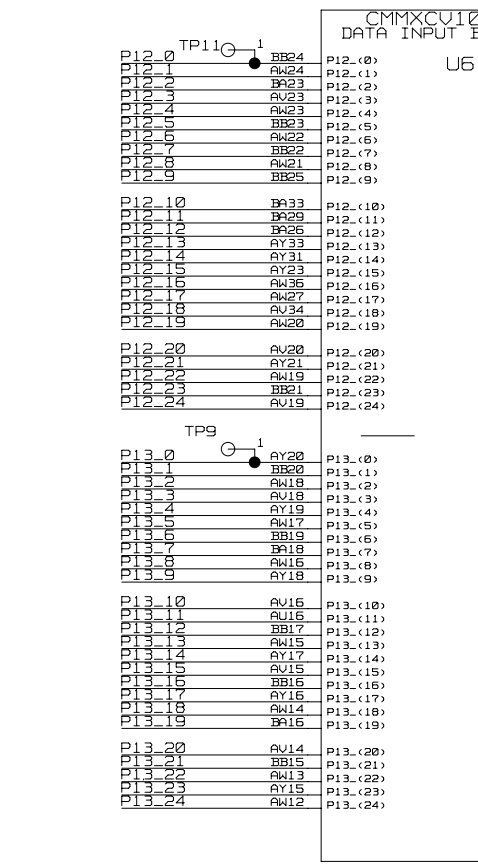 CMMXCV10
DATA INPUT B
U6
TP11 1
P12_0 BB24 P12_(0)
P12_1 AW24 P12_(1)
P12_2 BA23 P12_(2)
P12_3 AV23 P12_(3)
P12_4 AW23 P12_(4)
P12_5 BB23 P12_(5)
P12_6 AW22 P12_(6)
P12_7 BB22 P12_(7)
P12_8 AW21 P12_(8)
P12_9 BB25 P12_(9)
P12_10 BA33 P12_(10)
P12_11 BA29 P12_(11)
P12_12 BA26 P12_(12)
P12_13 AY33 P12_(13)
P12_14 AY31 P12_(14)
P12_15 AY23 P12_(15)
P12_16 AW36 P12_(16)
P12_17 AW27 P12_(17)
P12_18 AV34 P12_(18)
P12_19 AW20 P12_(19)
P12_20 AV20 P12_(20)
P12_21 AY21 P12_(21)
P12_22 AW19 P12_(22)
P12_23 BB21 P12_(23)
P12_24 AV19 P12_(24)
TP9 1
P13_0 AY20 P13_(0)
P13_1 BB20 P13_(1)
P13_2 AW18 P13_(2)
P13_3 AV18 P13_(3)
P13_4 AY19 P13_(4)
P13_5 AW17 P13_(5)
P13_6 BB19 P13_(6)
P13_7 BA18 P13_(7)
P13_8 AW16 P13_(8)
P13_9 AY18 P13_(9)
P13_10 AV16 P13_(10)
P13_11 AU16 P13_(11)
P13_12 BB17 P13_(12)
P13_13 AW15 P13_(13)
P13_14 AY17 P13_(14)
P13_15 AV15 P13_(15)
P13_16 BB16 P13_(16)
P13_17 AY16 P13_(17)
P13_18 AW14 P13_(18)
P13_19 BA16 P13_(19)
P13_20 AV14 P13_(20)
P13_21 BB15 P13_(21)
P13_22 AW13 P13_(22)
P13_23 AY15 P13_(23)
P13_24 AW12 P13_(24)